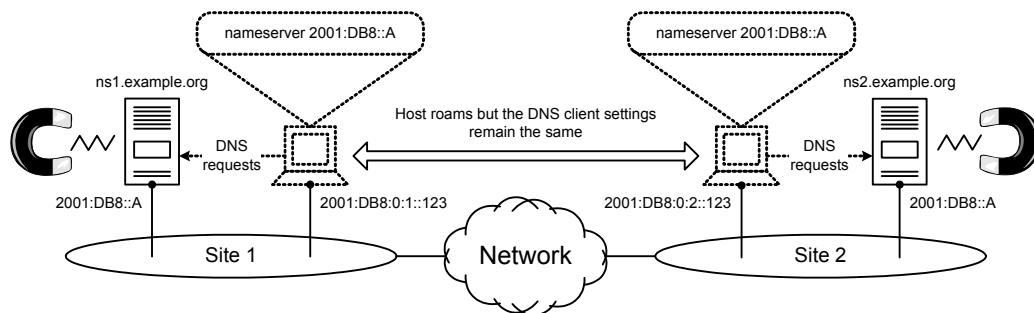 nameserver 2001:DB8::A
nameserver 2001:DB8::A
ns1.example.org
ns2.example.org
Host roams but the DNS client settings
remain the same
DNS
requests
DNS
requests
2001:DB8::A
2001:DB8:0:1::123
2001:DB8:0:2::123
2001:DB8::A
Site 1
Network
Site 2